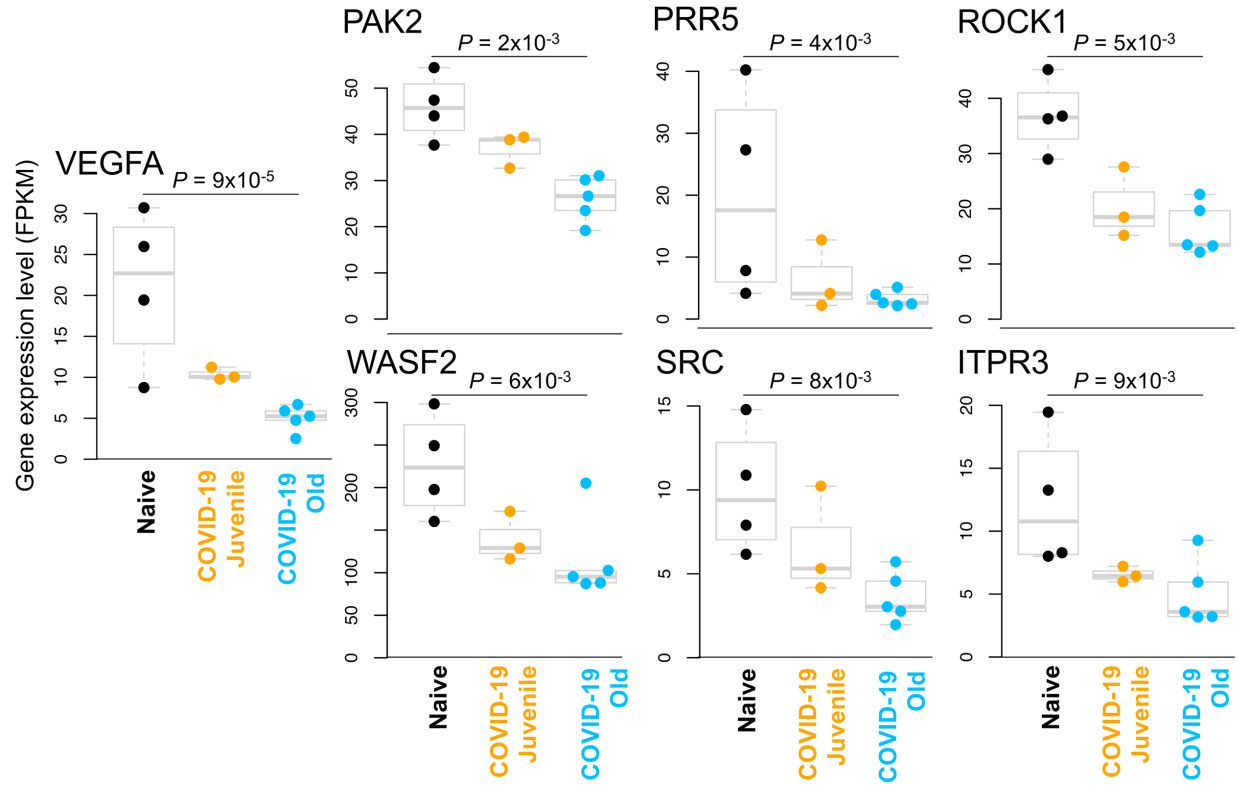 Gene expression level (FPKM)
VEGFA
P = 9x10-5
30
25
20
15
10
5
0
Naive
COVID-19
Juvenile
COVID-19
Old
PAK2
P = 2x10-3
50
40
30
20
10
0
PRR5
P = 4x10-3
40
30
20
10
0
ROCK1
P = 5x10-3
40
30
20
10
0
WASF2
P = 6x10-3
300
200
100
50
0
Naive
COVID-19
Juvenile
COVID-19
Old
SRC
P = 8x10-3
15
10
5
0
Naive
COVID-19
Juvenile
COVID-19
Old
ITPR3
P = 9x10-3
20
15
10
5
0
Naive
COVID-19
Juvenile
COVID-19
Old